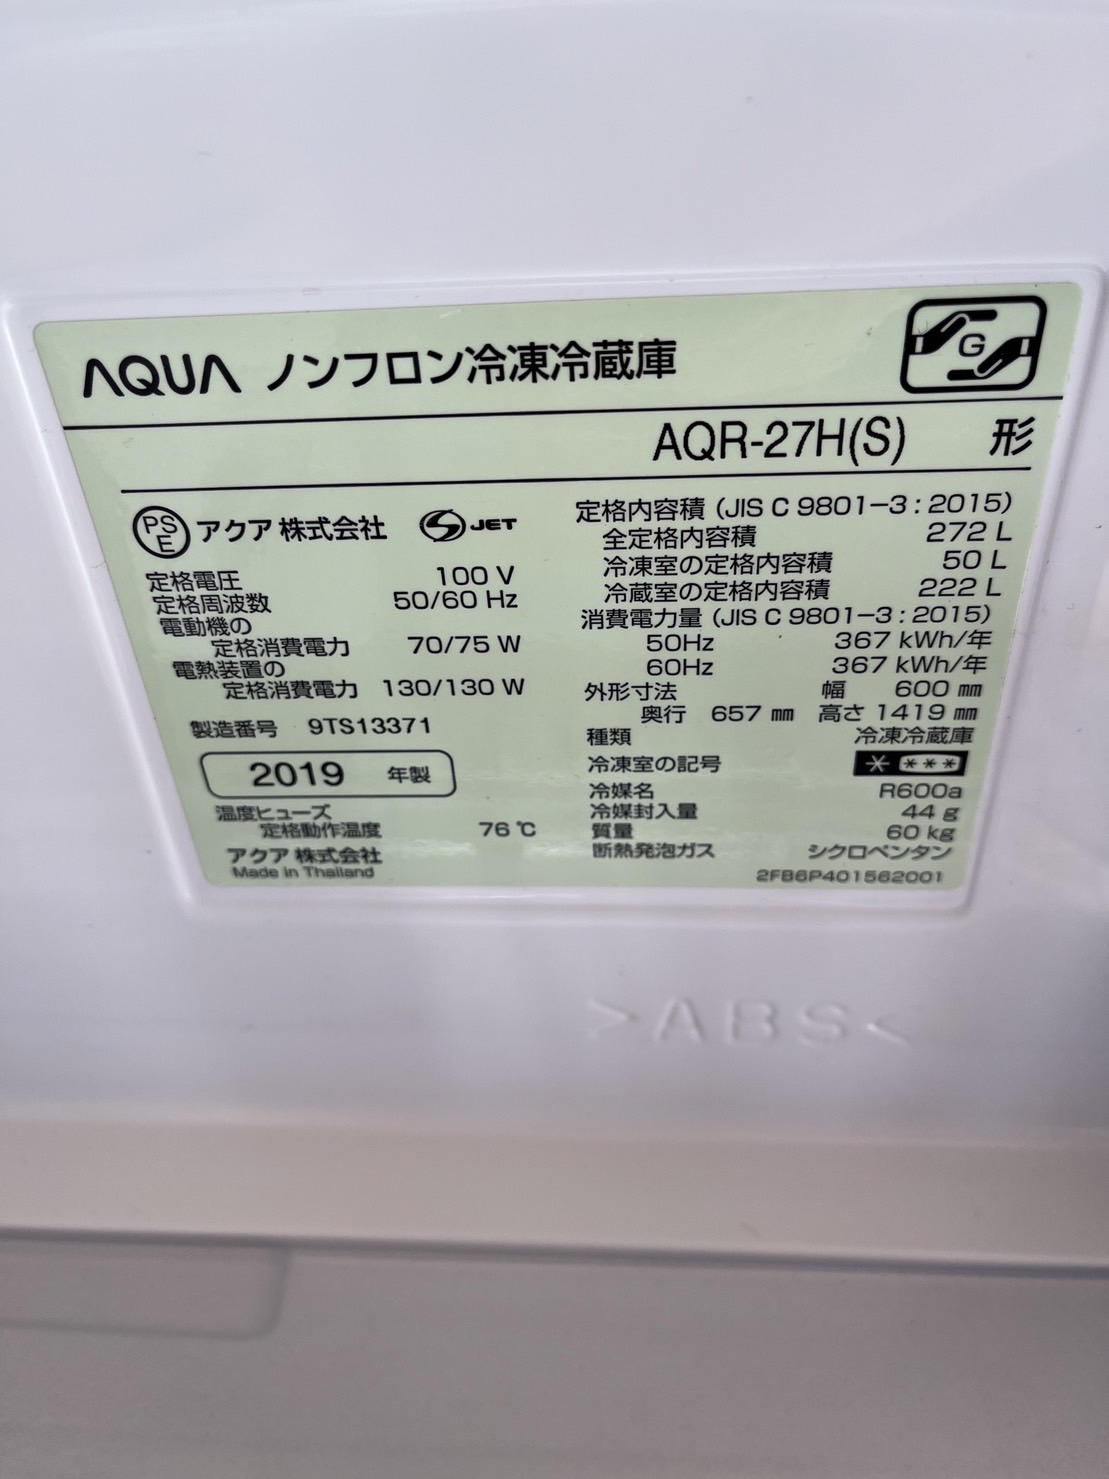 AQUA ノンフロン冷凍冷蔵庫
G
AQR-27H(S) 形
PSE アクア 株式会社 S JET
定格電圧 100 V
定格周波数 50/60 Hz
電動機の
定格消費電力 70/75 W
電熱装置の
定格消費電力 130/130 W
製造番号 9TS13371
2019 年製
温度ヒューズ
定格動作温度 76 ℃
アクア 株式会社
Made in Thailand
定格内容積 (JIS C 9801-3 : 2015)
全定格内容積 272 L
冷凍室の定格内容積 50 L
冷蔵室の定格内容積 222 L
消費電力量 (JIS C 9801-3 : 2015)
50Hz 367 kWh/年
60Hz 367 kWh/年
外形寸法 幅 600 ㎜
奥行 657 ㎜ 高さ 1419 ㎜
種類 冷凍冷蔵庫
冷凍室の記号 * ***
冷媒名 R600a
冷媒封入量 44 g
質量 60 kg
断熱発泡ガス シクロペンタン
2FB6P401562001
>ABS<